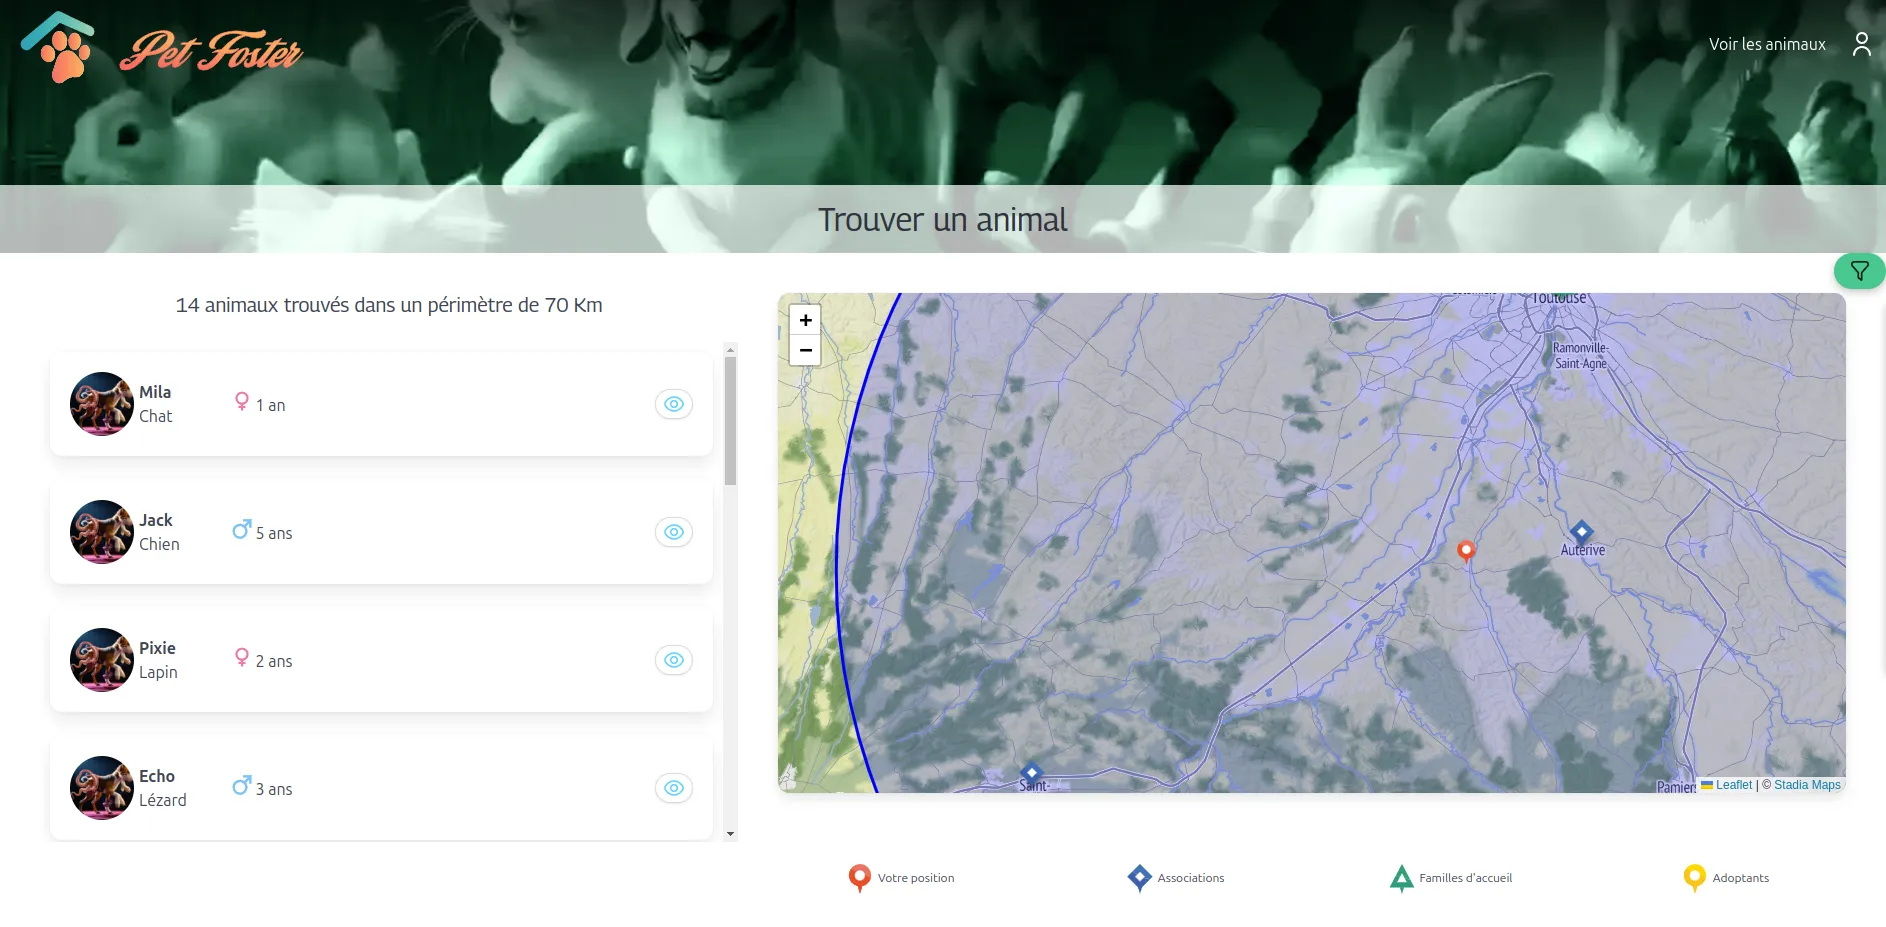 Pet Foster
Voir les animaux
Trouver un animal
14 animaux trouvés dans un périmètre de 70 Km
Mila
Chat
1 an
Jack
Chien
5 ans
Pixie
Lapin
2 ans
Echo
Lézard
3 ans
+
−
Toulouse
Ramonville-
Saint-Agne
Auterive
Saint-
Pamiers
Leaflet | © Stadia Maps
Votre position
Associations
Familles d'accueil
Adoptants